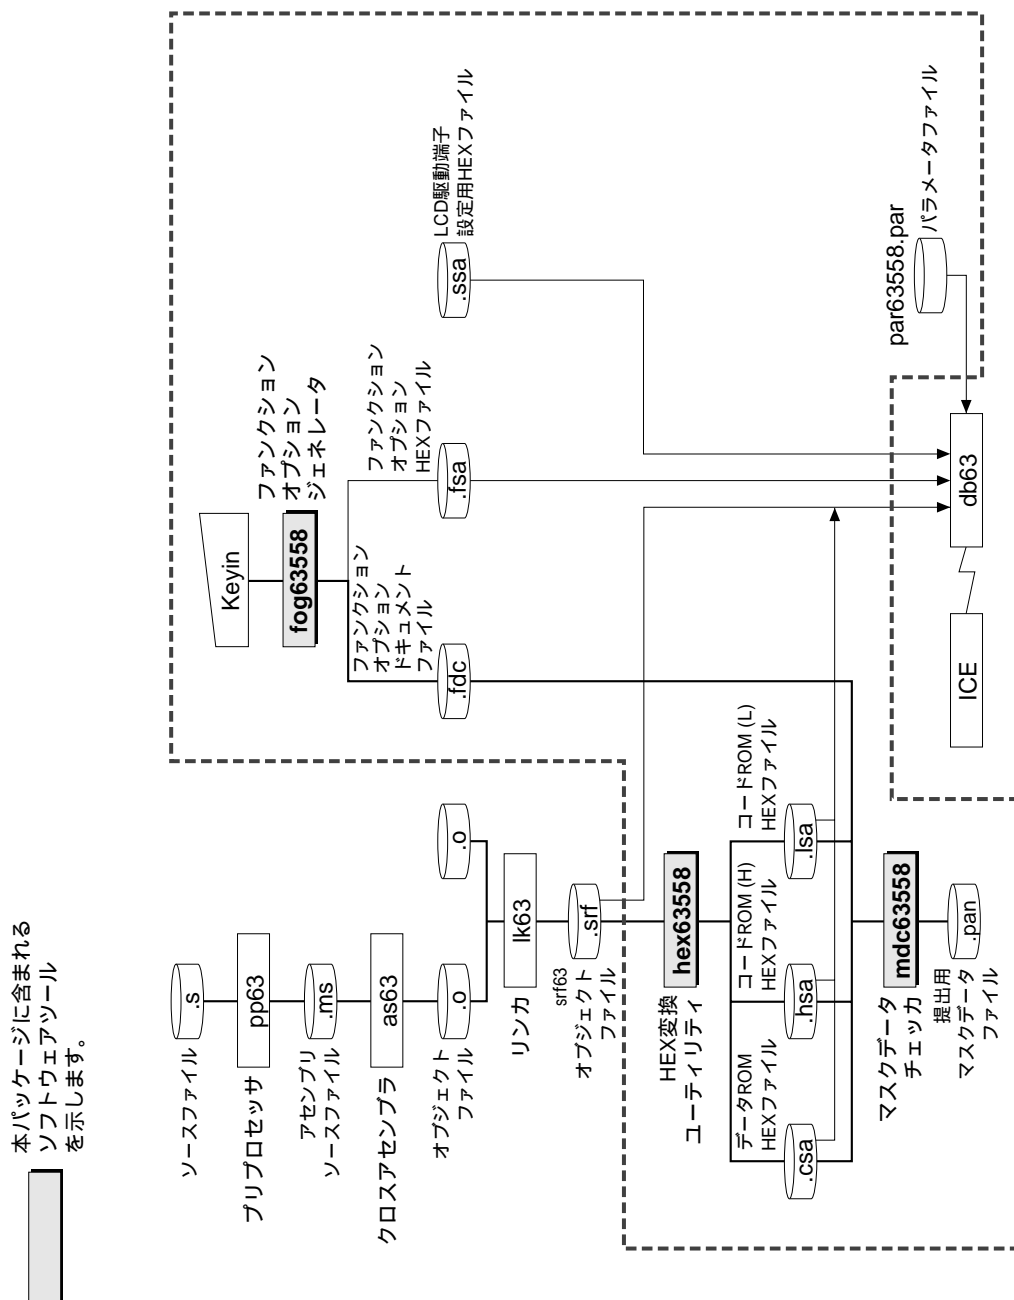 本パッケージに含まれる
ソフトウェアツール
を示します。
ソースファイル
.s
プリプロセッサ
pp63
アセンブリ
ソースファイル
.ms
クロスアセンブラ
as63
オブジェクト
ファイル
.o
.o
リンカ
lk63
srf63
オブジェクト
ファイル
.srf
HEX変換
ユーティリティ
hex63558
データROM
HEXファイル
.csa
コードROM (H)
HEXファイル
.hsa
コードROM (L)
HEXファイル
.lsa
マスクデータ
チェッカ
mdc63558
提出用
マスクデータ
ファイル
.pan
Keyin
fog63558
ファンクション
オプション
ジェネレータ
ファンクション
オプション
ドキュメント
ファイル
.fdc
ファンクション
オプション
HEXファイル
.fsa
LCD駆動端子
設定用HEXファイル
.ssa
par63558.par
パラメータファイル
db63
ICE